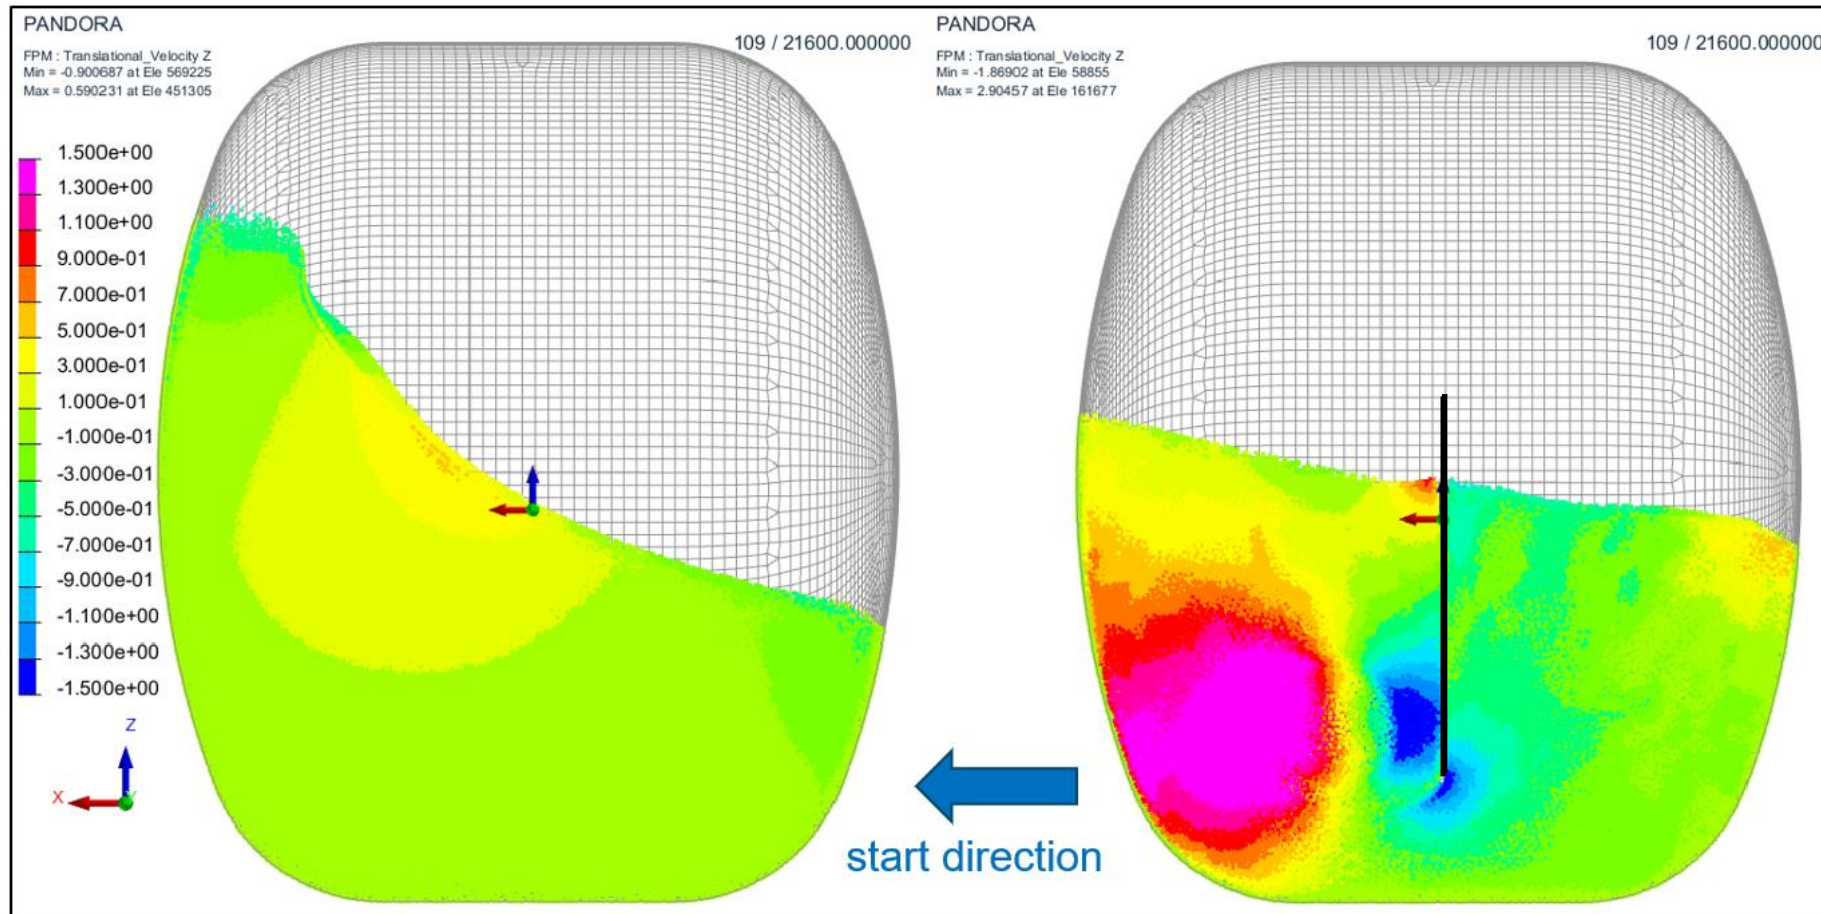 PANDORA
109 / 21600.000000
FPM : Translational_Velocity Z
Min = -0.900687 at Ele 569225
Max = 0.590231 at Ele 451305
1.500e+00
1.300e+00
1.100e+00
9.000e-01
7.000e-01
5.000e-01
3.000e-01
1.000e-01
-1.000e-01
-3.000e-01
-5.000e-01
-7.000e-01
-9.000e-01
-1.100e+00
-1.300e+00
-1.500e+00
Z
X
Y
PANDORA
109 / 21600.000000
FPM : Translational_Velocity Z
Min = -1.86902 at Ele 58855
Max = 2.90457 at Ele 161677
start direction